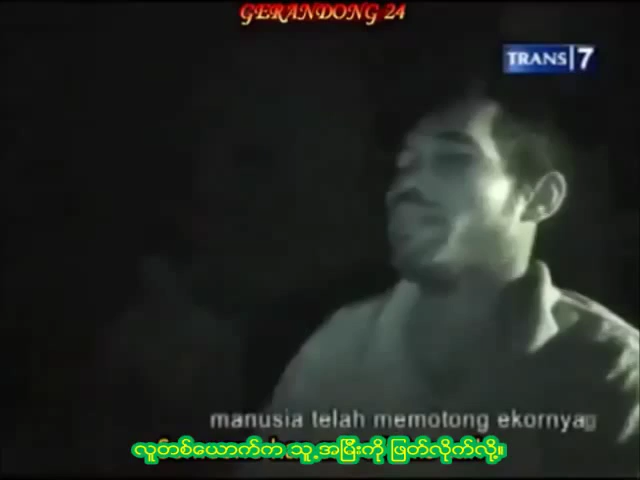 GERANDONG 24
TRANS|7
manusia telah memotong ekornya
လူတစ်ယောက်က သူ့အမြီးကို ဖြတ်လိုက်လို့။